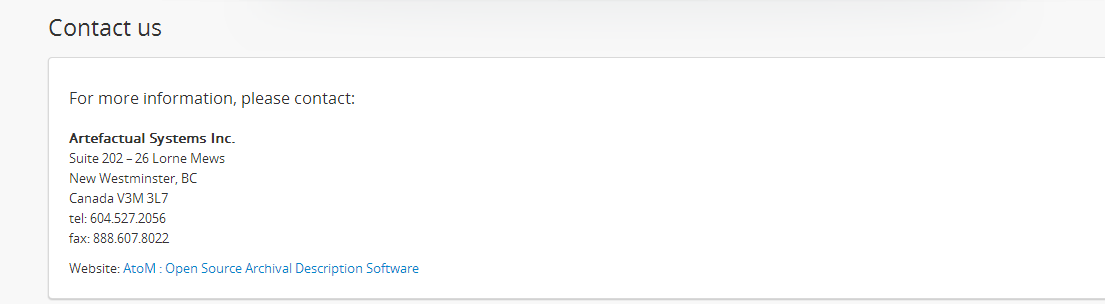 Contact us
For more information, please contact:
Artefactual Systems Inc.
Suite 202 – 26 Lorne Mews
New Westminster, BC
Canada V3M 3L7
tel: 604.527.2056
fax: 888.607.8022
Website: AtoM : Open Source Archival Description Software